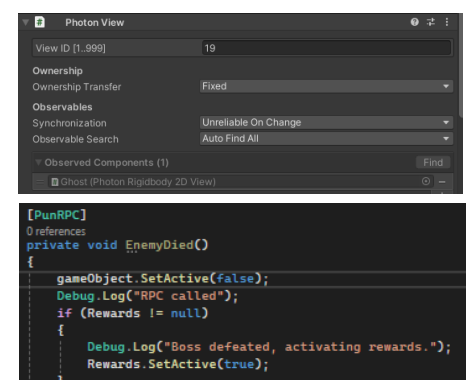 Photon View
View ID [1..999] 19
Ownership
Ownership Transfer Fixed
Observables
Synchronization Unreliable On Change
Observable Search Auto Find All
Observed Components (1) Find
Ghost (Photon Rigidbody 2D View)
[PunRPC]
0 references
private void EnemyDied()
{
gameObject.SetActive(false);
Debug.Log("RPC called");
if (Rewards != null)
{
Debug.Log("Boss defeated, activating rewards.");
Rewards.SetActive(true);